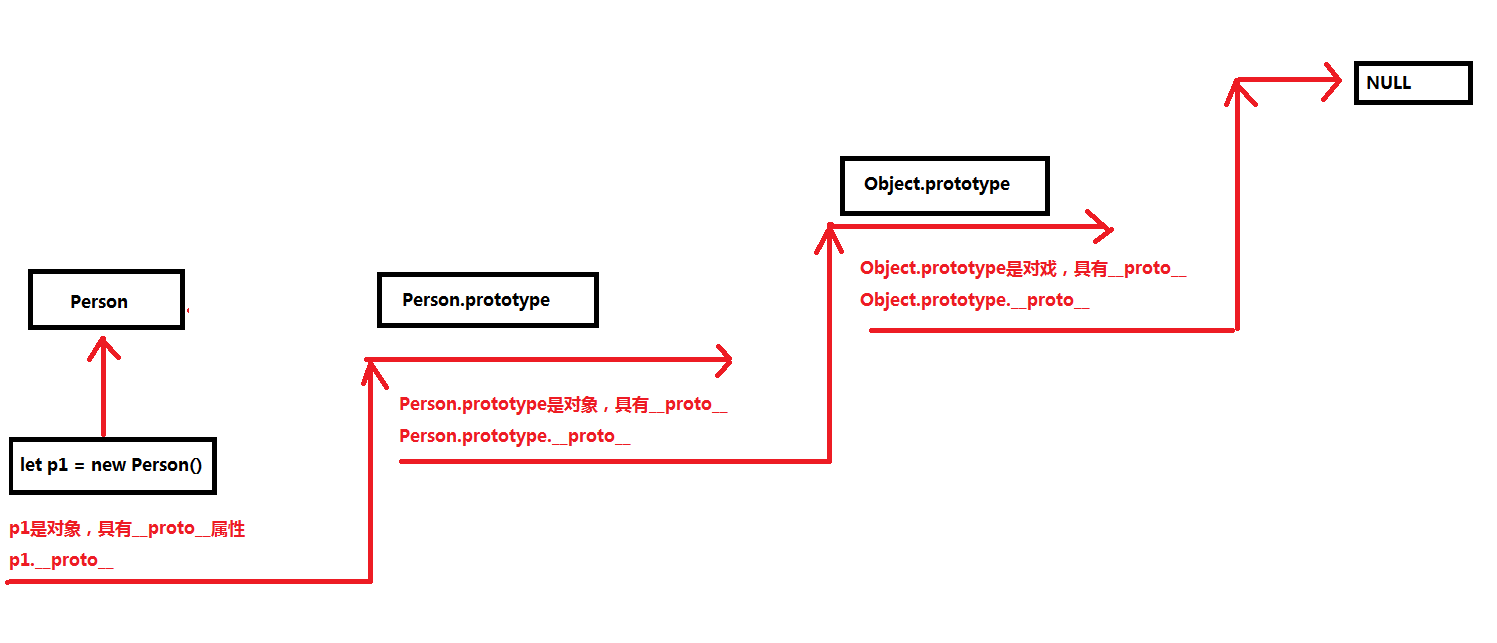 NULL
Object.prototype
Object.prototype是对戏，具有__proto__
Object.prototype.__proto__
Person
Person.prototype
Person.prototype是对象，具有__proto__
Person.prototype.__proto__
let p1 = new Person()
p1是对象，具有__proto__属性
p1.__proto__